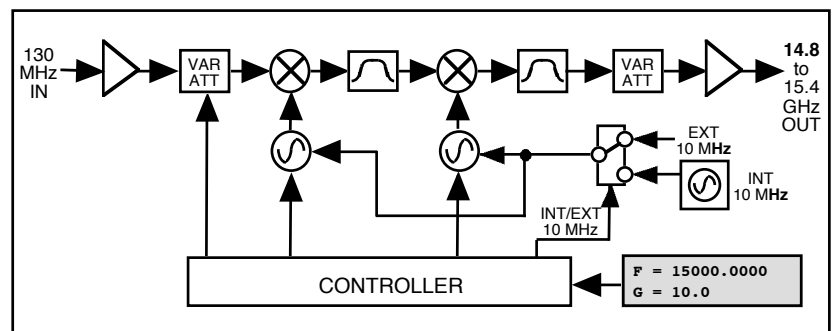 130
MHz
IN
VAR
ATT
VAR
ATT
14.8
to
15.4
GHz
OUT
EXT
10 MHz
INT
10 MHz
INT/EXT
10 MHz
CONTROLLER
F = 15000.0000
G = 10.0